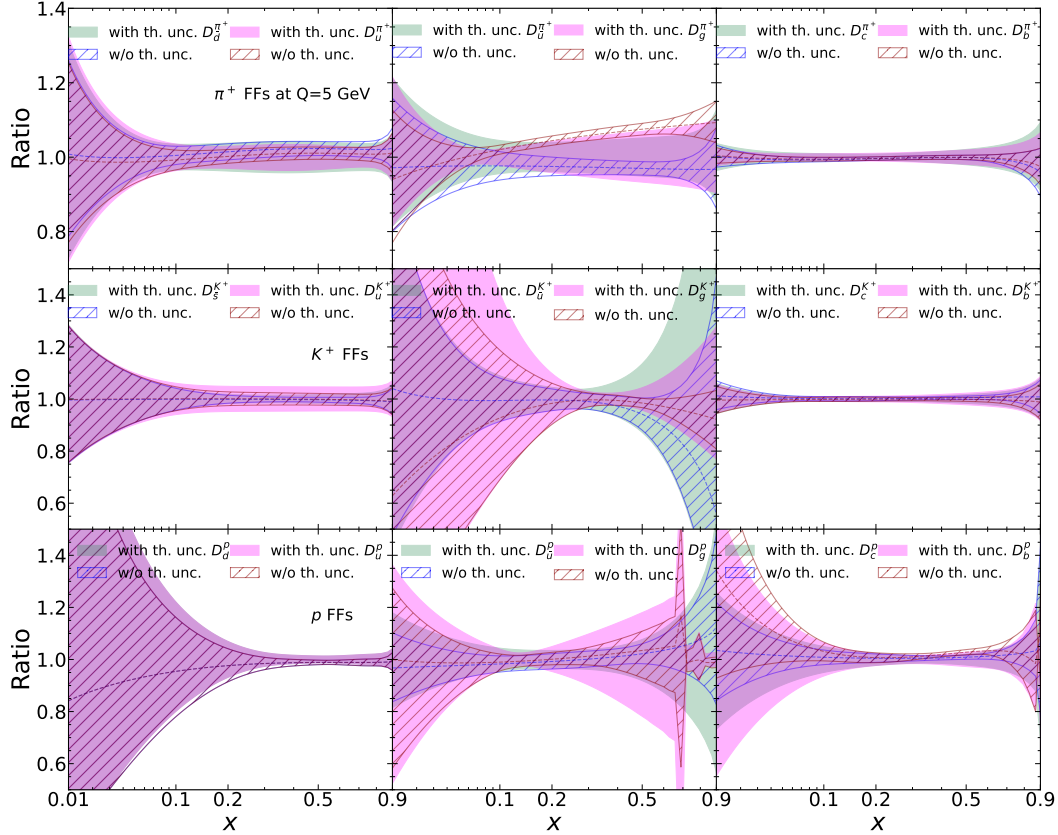 1.4
with th. unc. D_d^{π+} with th. unc. D_u^{π+}
w/o th. unc. w/o th. unc.
with th. unc. D_ū^{π+} with th. unc. D_g^{π+}
w/o th. unc. w/o th. unc.
with th. unc. D_c^{π+} with th. unc. D_b^{π+}
w/o th. unc. w/o th. unc.
π+ FFs at Q=5 GeV
Ratio
1.2
1.0
0.8
1.4
with th. unc. D_s̄^{K+} with th. unc. D_u^{K+}
w/o th. unc. w/o th. unc.
with th. unc. D_ū^{K+} with th. unc. D_g^{K+}
w/o th. unc. w/o th. unc.
with th. unc. D_c^{K+} with th. unc. D_b^{K+}
w/o th. unc. w/o th. unc.
K+ FFs
Ratio
1.2
1.0
0.8
0.6
1.4
with th. unc. D_d^p with th. unc. D_u^p
w/o th. unc. w/o th. unc.
with th. unc. D_ū^p with th. unc. D_g^p
w/o th. unc. w/o th. unc.
with th. unc. D_c^p with th. unc. D_b^p
w/o th. unc. w/o th. unc.
p FFs
Ratio
1.2
1.0
0.8
0.6
0.01 0.1 0.2 0.5 0.9 0.1 0.2 0.5 0.9 0.1 0.5 0.9
x x x